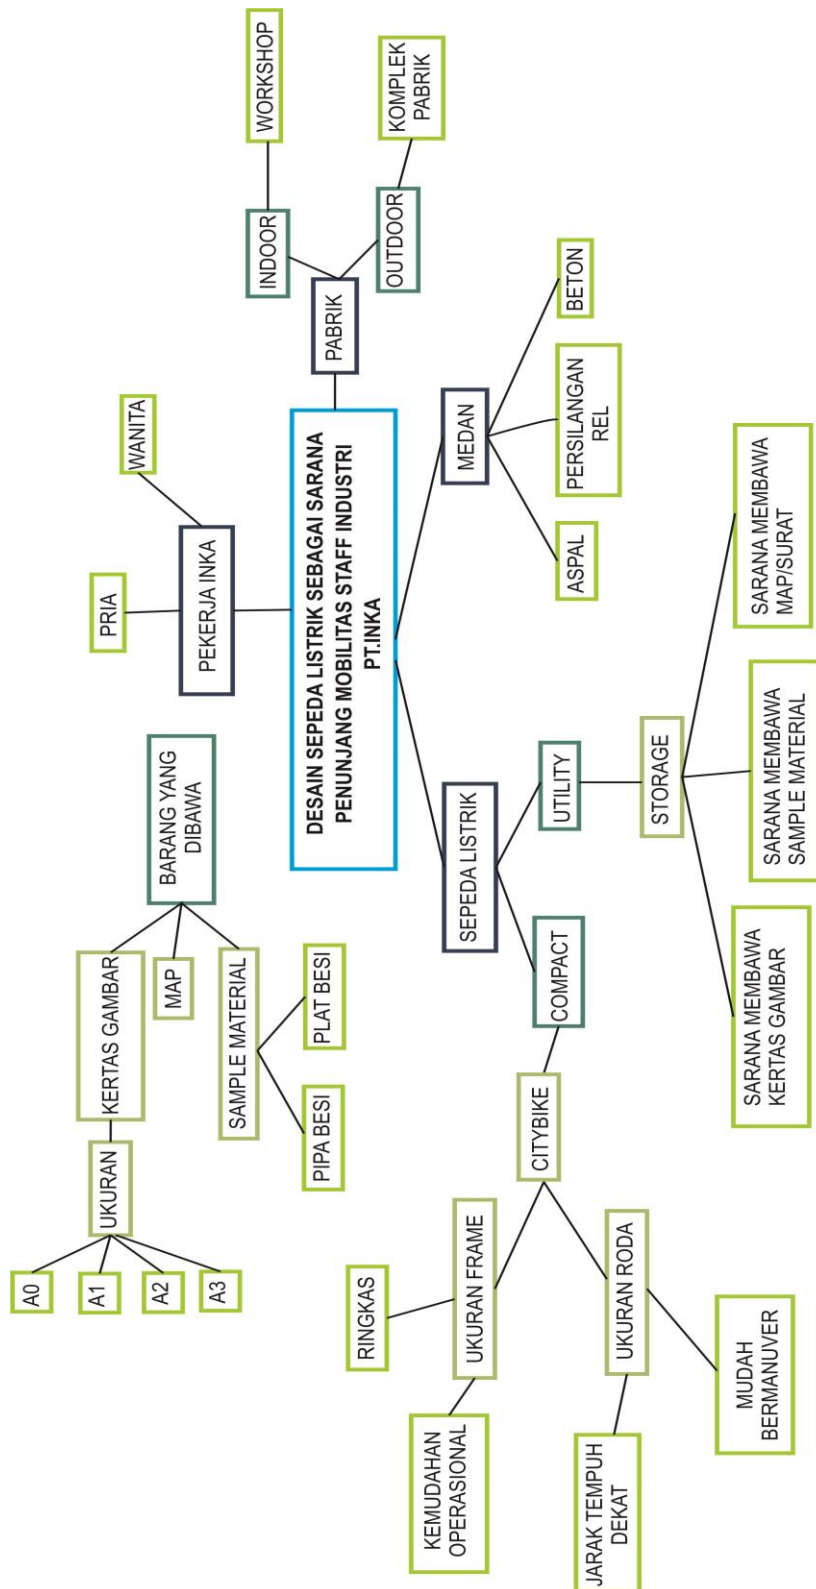 DESAIN SEPEDA LISTRIK SEBAGAI SARANA
PENUNJANG MOBILITAS STAFF INDUSTRI
PT.INKA
PEKERJA INKA
PRIA
WANITA
PABRIK
INDOOR
WORKSHOP
OUTDOOR
KOMPLEK
PABRIK
MEDAN
ASPAL
PERSILANGAN
REL
BETON
BARANG YANG
DIBAWA
KERTAS GAMBAR
UKURAN
A0
A1
A2
A3
MAP
SAMPLE MATERIAL
PIPA BESI
PLAT BESI
SEPEDA LISTRIK
COMPACT
CITYBIKE
UKURAN FRAME
RINGKAS
KEMUDAHAN
OPERASIONAL
UKURAN RODA
JARAK TEMPUH
DEKAT
MUDAH
BERMANUVER
UTILITY
STORAGE
SARANA MEMBAWA
KERTAS GAMBAR
SARANA MEMBAWA
SAMPLE MATERIAL
SARANA MEMBAWA
MAP/SURAT